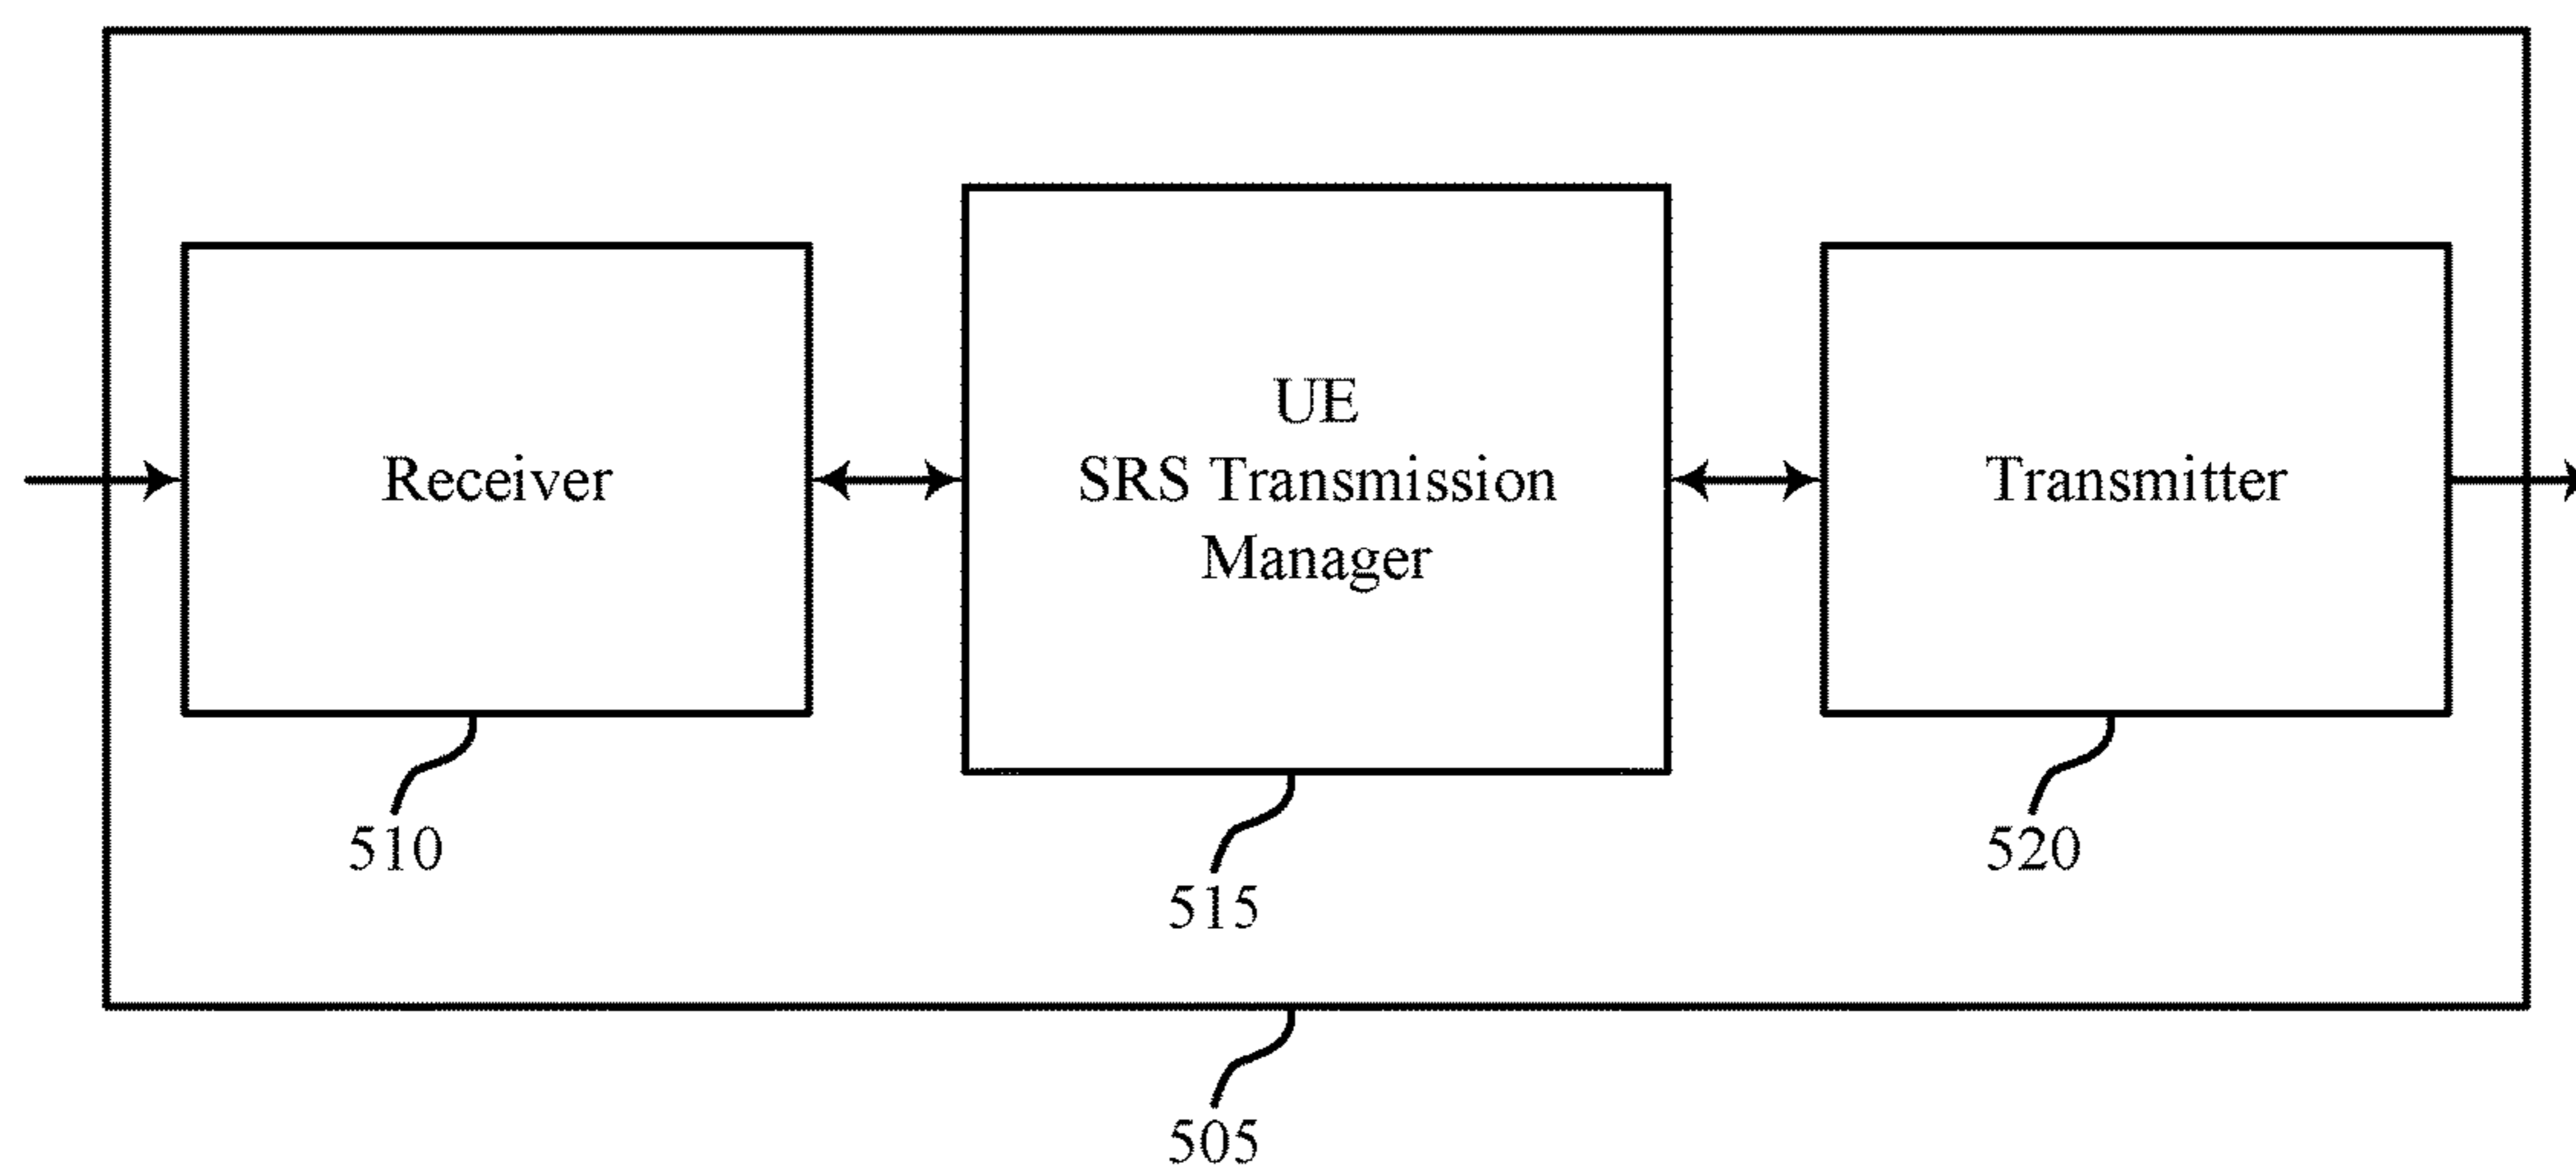 UE
Receiver
SRS Transmission
Transmitter
Manager
510
520
515
505